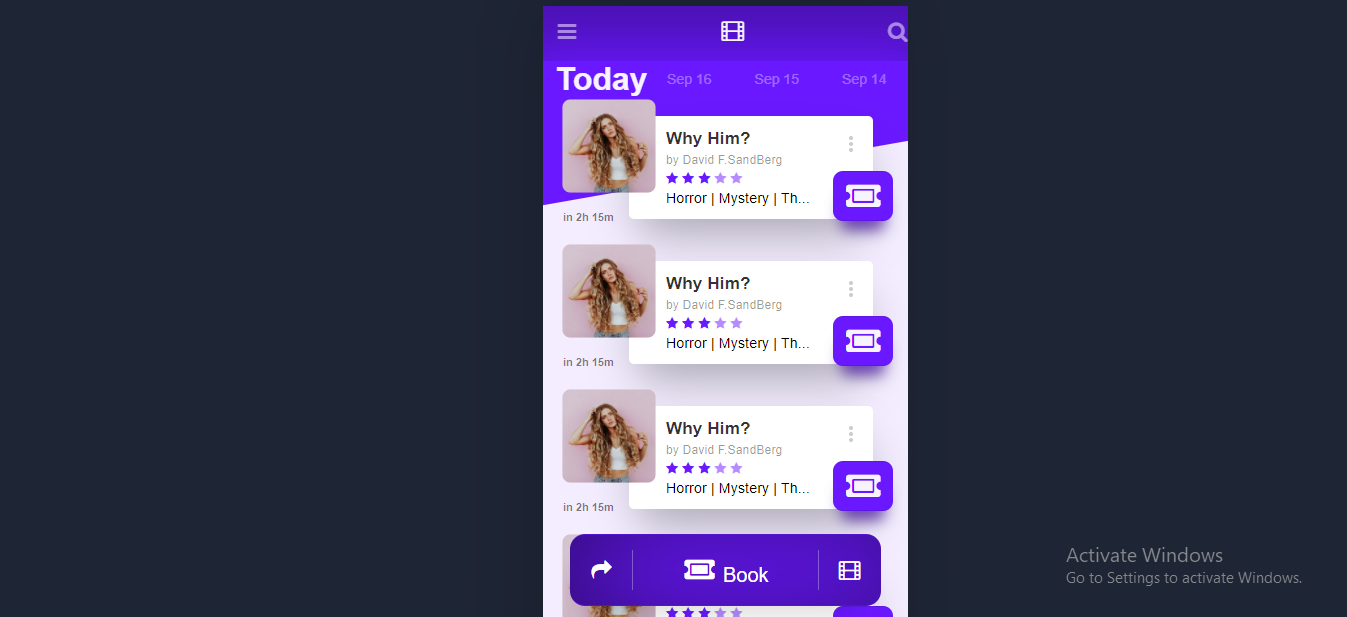 Today Sep 16 Sep 15 Sep 14
Why Him?
by David F.SandBerg
Horror | Mystery | Th...
in 2h 15m
Why Him?
by David F.SandBerg
Horror | Mystery | Th...
in 2h 15m
Why Him?
by David F.SandBerg
Horror | Mystery | Th...
in 2h 15m
Book
Activate Windows
Go to Settings to activate Windows.